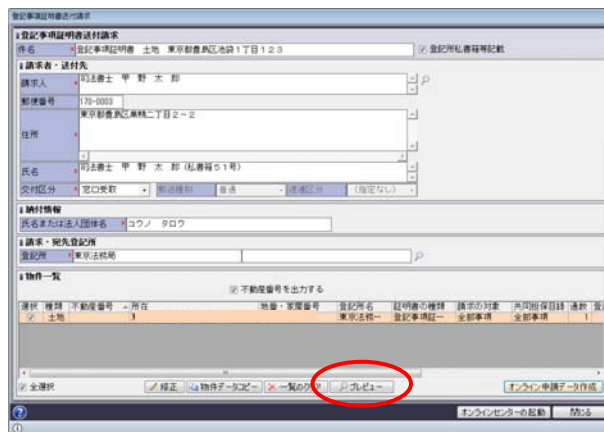 登記事項証明書送付請求
登記事項証明書送付請求
件名 登記事項証明書 土地 東京都豊島区池袋1丁目123 登記所私書箱等記載
請求者・送付先
請求人 司法書士 甲 野 太 郎
郵便番号 170-0003
住所 東京都豊島区巣鴨二丁目2-2
氏名 司法書士 甲 野 太 郎(私書箱51号)
交付区分 窓口受取 郵送種別 普通 速達区分 (指定なし)
納付情報
氏名または法人団体名 コウノ タロウ
請求・宛先登記所
登記所 東京法務局
物件一覧
不動産番号を出力する
選択 種類 不動産番号 所在 地番・家屋番号 登記所名 証明書の種類 請求の対象 共同担保目録 通数 登
土地 東京法務… 登記事項証… 全部事項 全部事項 1
全選択 修正 物件データコピー 一覧のクリア プレビュー オンライン申請データ作成
オンラインセンターの起動 閉じる